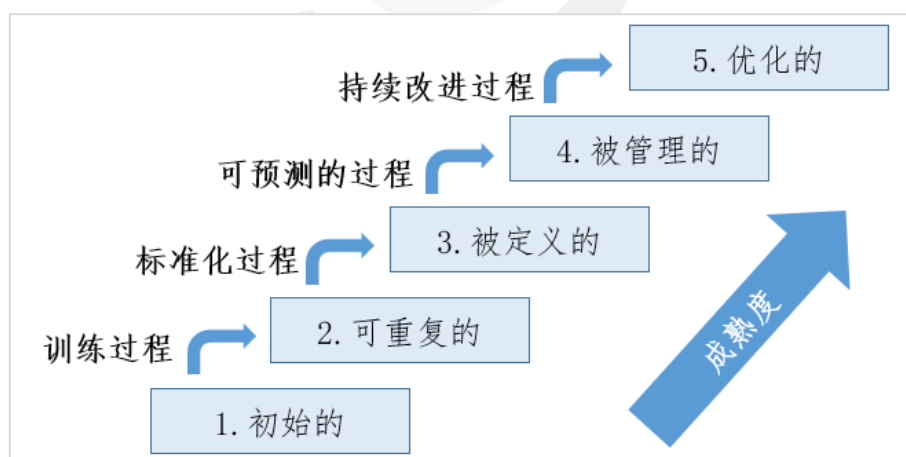 5.优化的
持续改进过程
4.被管理的
可预测的过程
3.被定义的
标准化过程
2.可重复的
训练过程
1.初始的
成熟度